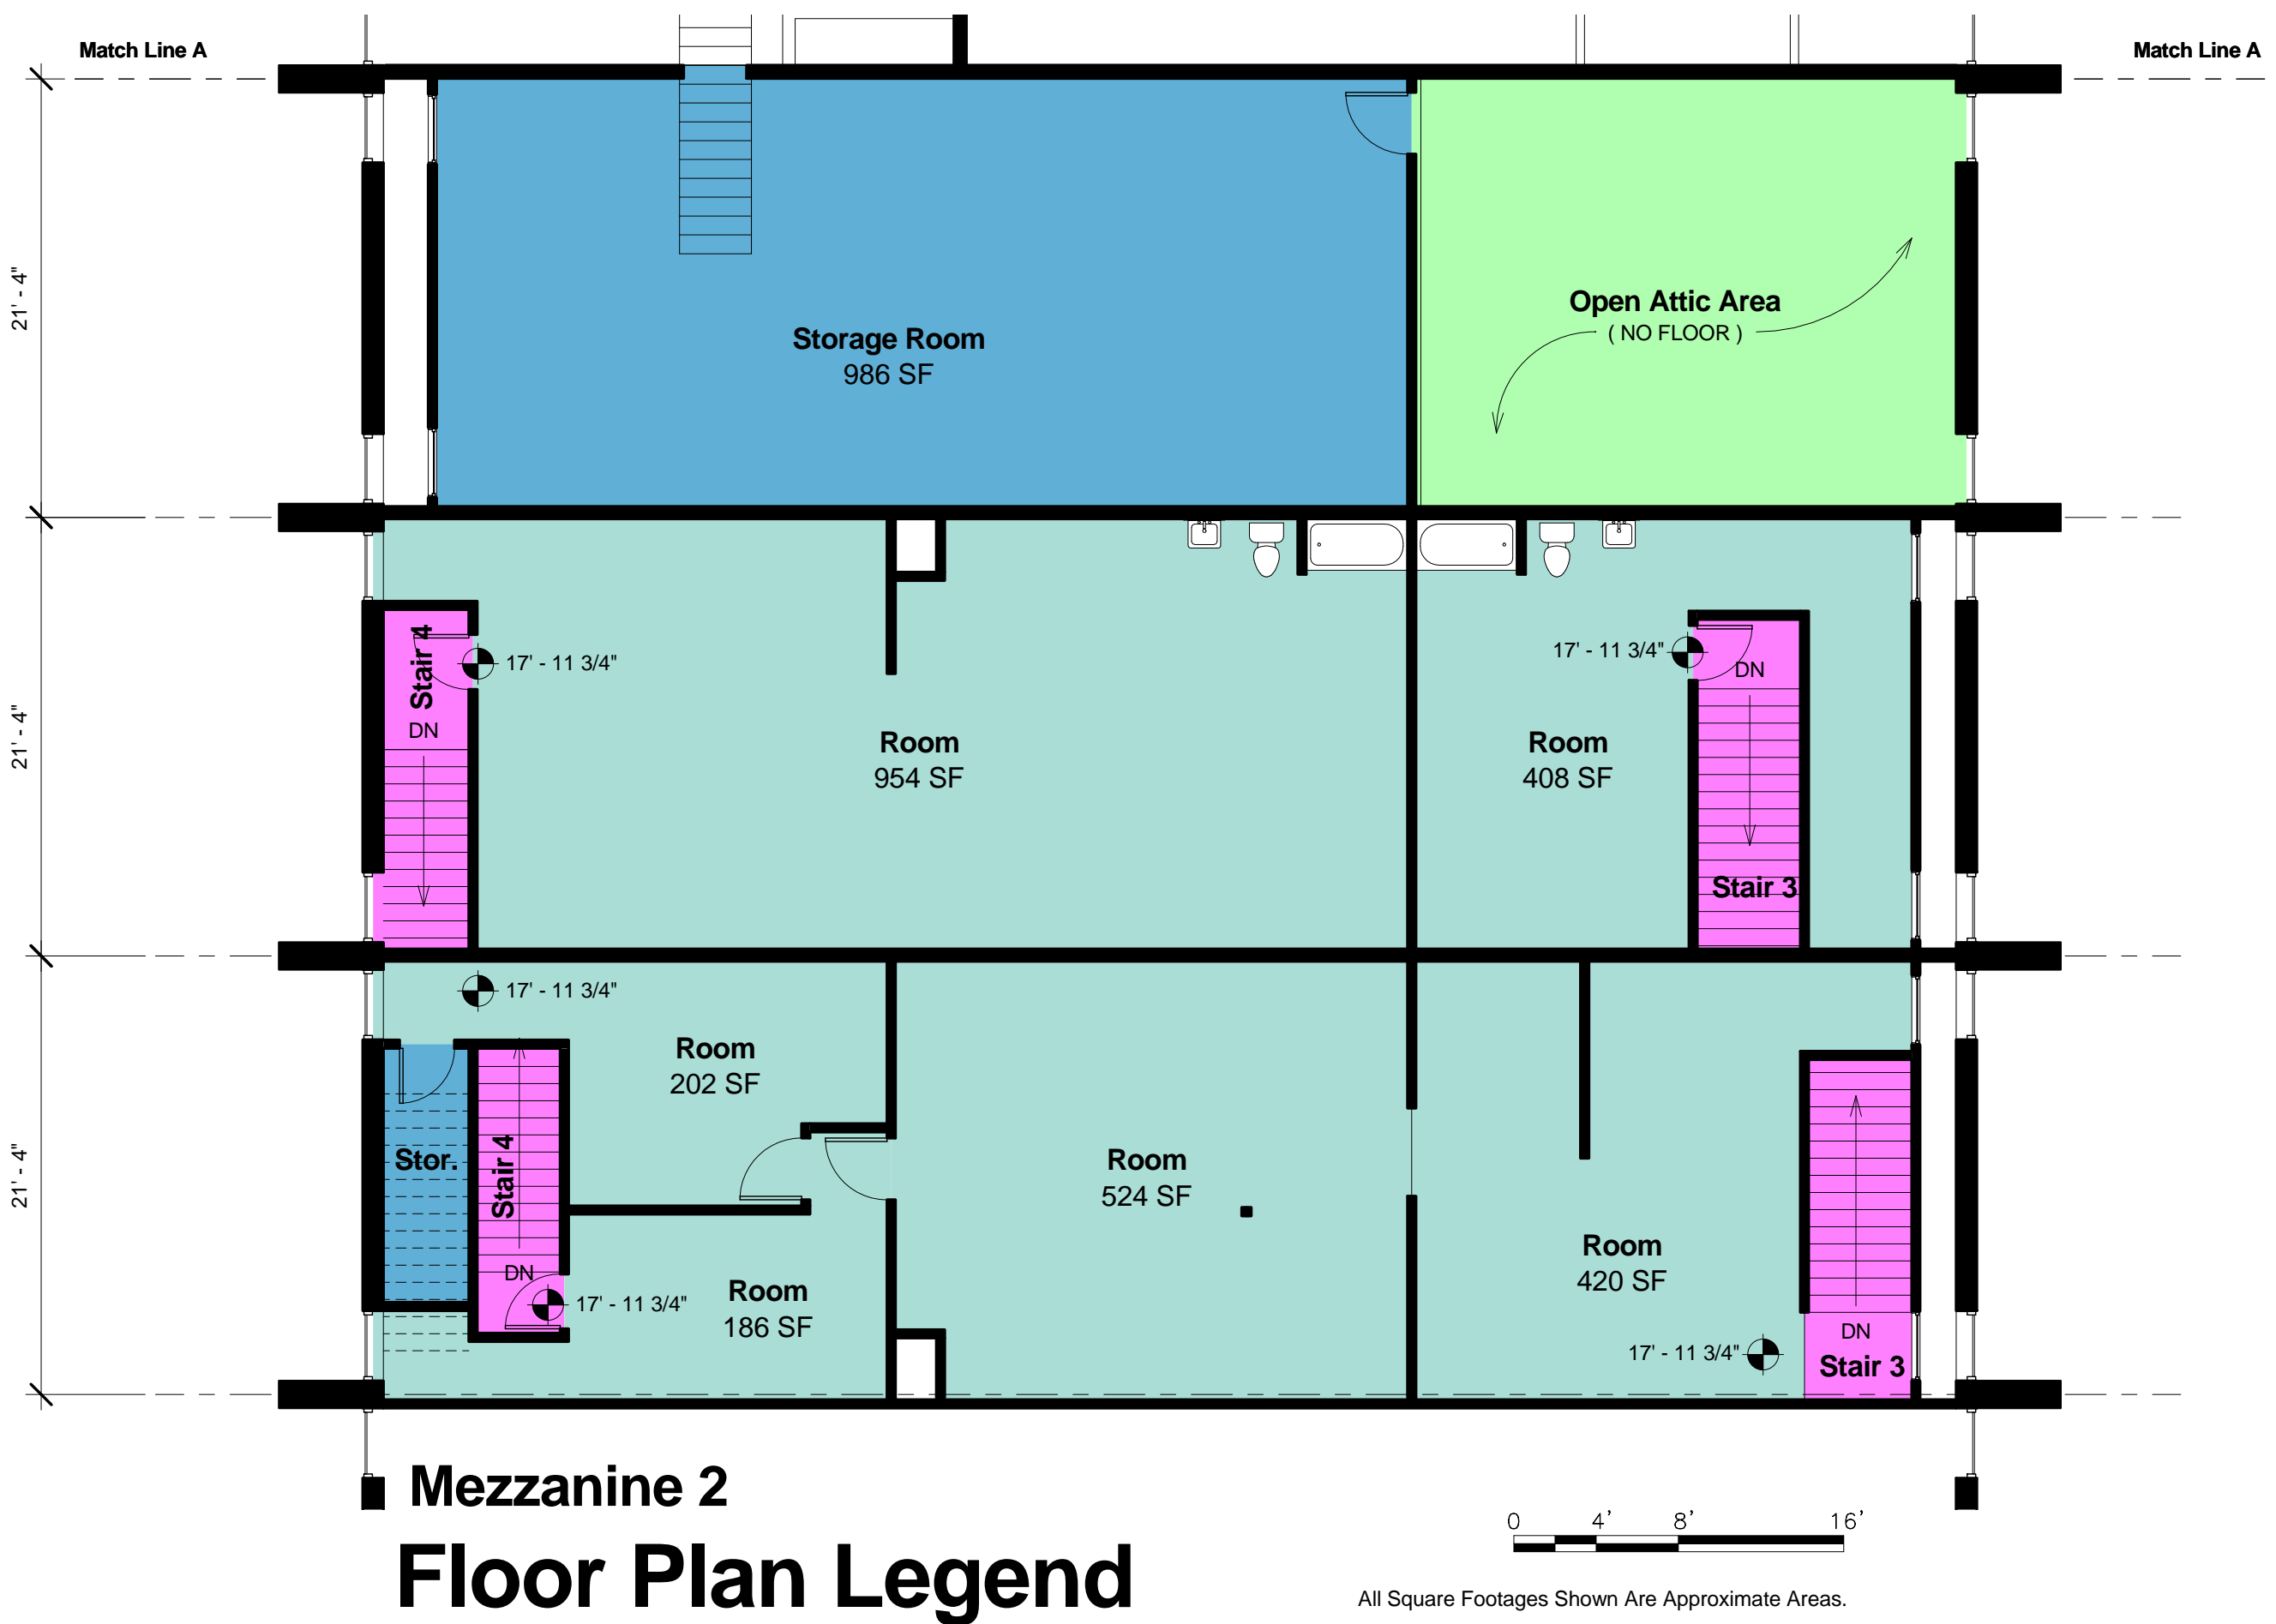 Match Line A
Match Line A
21' - 4"
Storage Room
986 SF
Open Attic Area
( NO FLOOR )
21' - 4"
Stair 4
17' - 11 3/4"
DN
Room
954 SF
17' - 11 3/4"
DN
Room
408 SF
Stair 3
17' - 11 3/4"
21' - 4"
Stor.
Stair 4
DN
17' - 11 3/4"
Room
202 SF
Room
186 SF
Room
524 SF
Room
420 SF
17' - 11 3/4"
DN
Stair 3
Mezzanine 2
Floor Plan Legend
0 4' 8' 16'
All Square Footages Shown Are Approximate Areas.